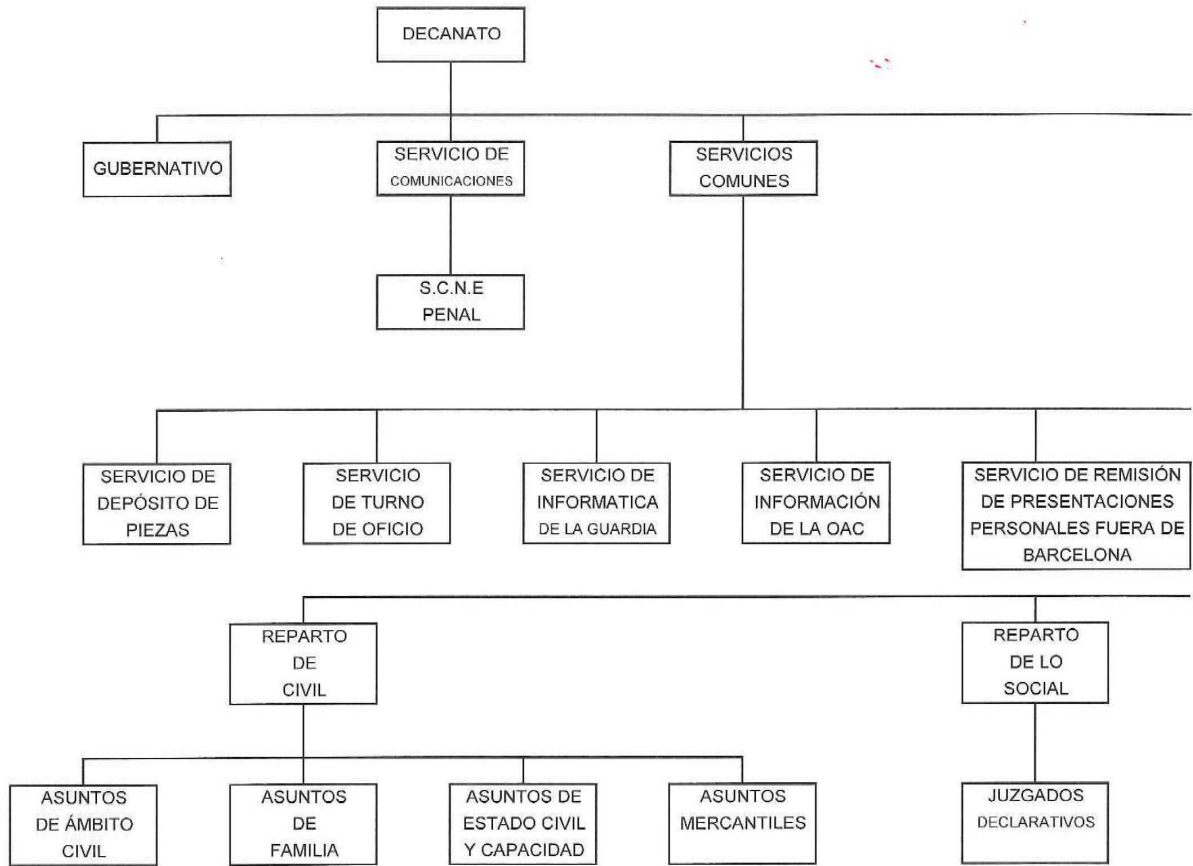 DECANATO
GUBERNATIVO
SERVICIO DE
COMUNICACIONES
SERVICIOS
COMUNES
S.C.N.E
PENAL
SERVICIO DE
DEPÓSITO DE
PIEZAS
SERVICIO
DE TURNO
DE OFICIO
SERVICIO DE
INFORMATICA
DE LA GUARDIA
SERVICIO DE
INFORMACIÓN
DE LA OAC
SERVICIO DE REMISIÓN
DE PRESENTACIONES
PERSONALES FUERA DE
BARCELONA
REPARTO
DE
CIVIL
REPARTO
DE LO
SOCIAL
ASUNTOS
DE ÁMBITO
CIVIL
ASUNTOS
DE
FAMILIA
ASUNTOS DE
ESTADO CIVIL
Y CAPACIDAD
ASUNTOS
MERCANTILES
JUZGADOS
DECLARATIVOS